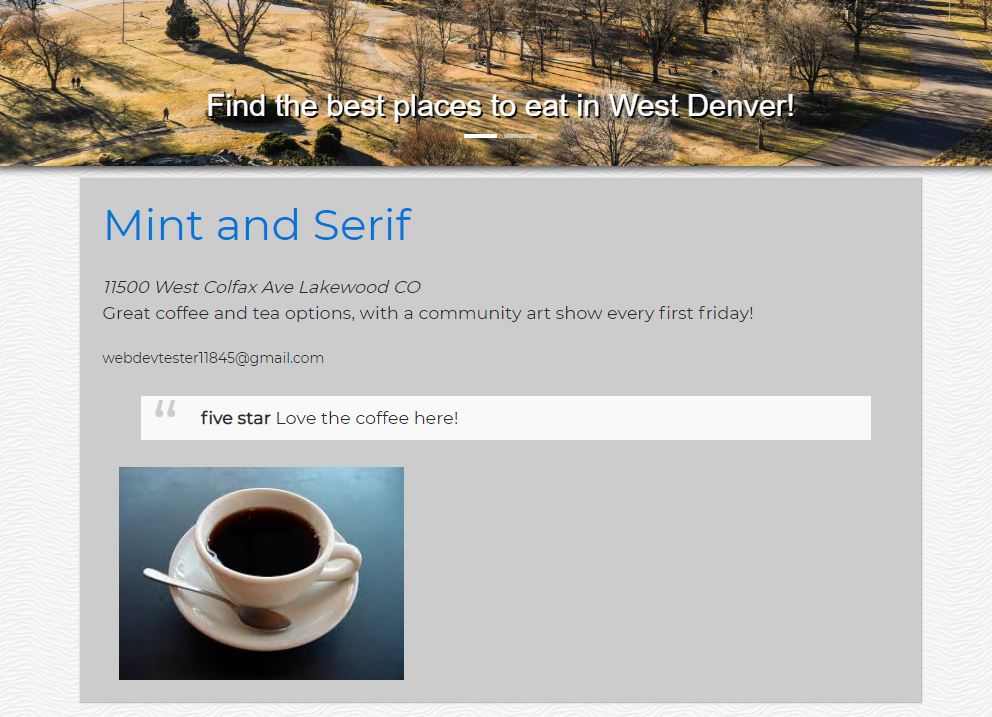 Find the best places to eat in West Denver!
Mint and Serif
11500 West Colfax Ave Lakewood CO
Great coffee and tea options, with a community art show every first friday!
webdevtester11845@gmail.com
“ five star Love the coffee here!